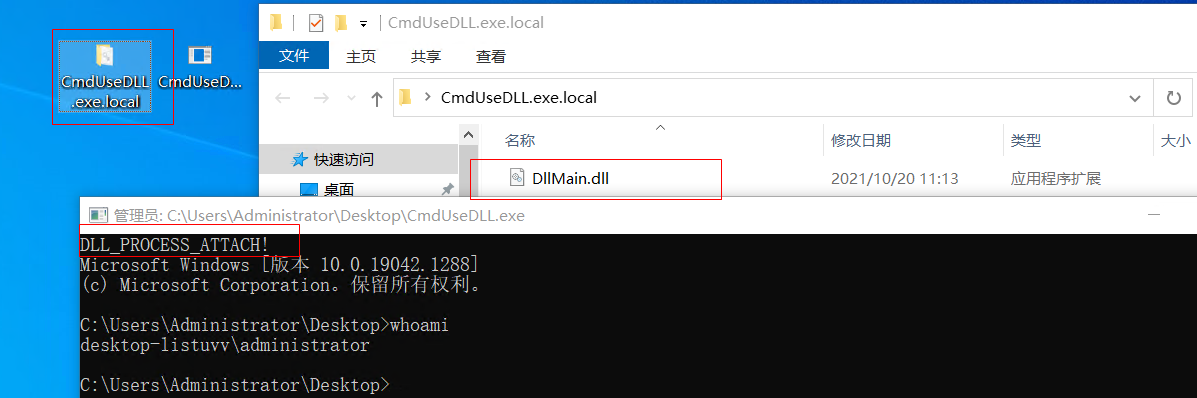 CmdUseDLL.exe.local
CmdUseDLL
.exe.local
CmdUseD...
文件 主页 共享 查看
CmdUseDLL.exe.local
名称 修改日期 类型 大小
快速访问
桌面
DllMain.dll 2021/10/20 11:13 应用程序扩展
管理员: C:\Users\Administrator\Desktop\CmdUseDLL.exe
DLL_PROCESS_ATTACH!
Microsoft Windows [版本 10.0.19042.1288]
(c) Microsoft Corporation。保留所有权利。
C:\Users\Administrator\Desktop>whoami
desktop-listuvv\administrator
C:\Users\Administrator\Desktop>